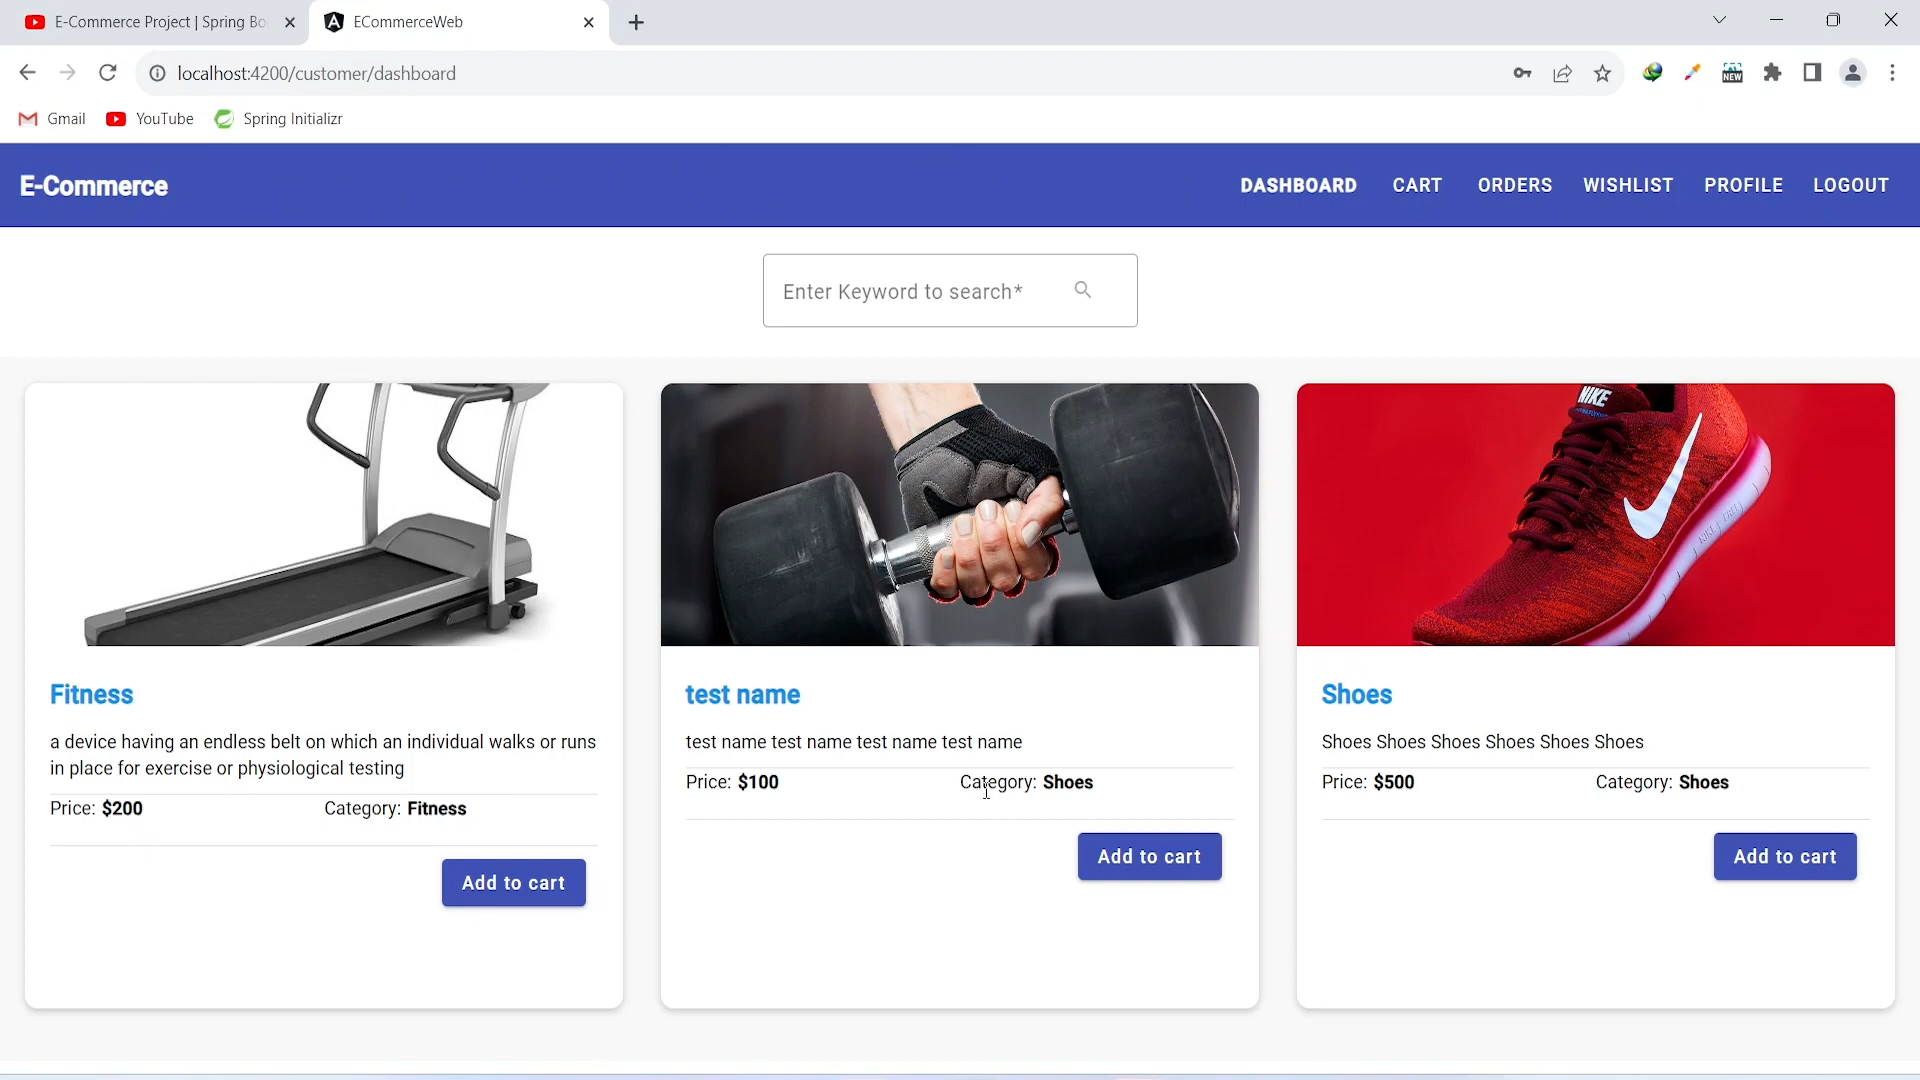 E-Commerce Project | Spring Bo
ECommerceWeb
localhost:4200/customer/dashboard
NEW
Gmail
YouTube
Spring Initializr
E-Commerce
DASHBOARD
CART
ORDERS
WISHLIST
PROFILE
LOGOUT
Enter Keyword to search*
NIKE
Fitness
a device having an endless belt on which an individual walks or runs
in place for exercise or physiological testing
Price: $200
Category: Fitness
Add to cart
test name
test name test name test name test name
Price: $100
Category: Shoes
Add to cart
Shoes
Shoes Shoes Shoes Shoes Shoes Shoes
Price: $500
Category: Shoes
Add to cart